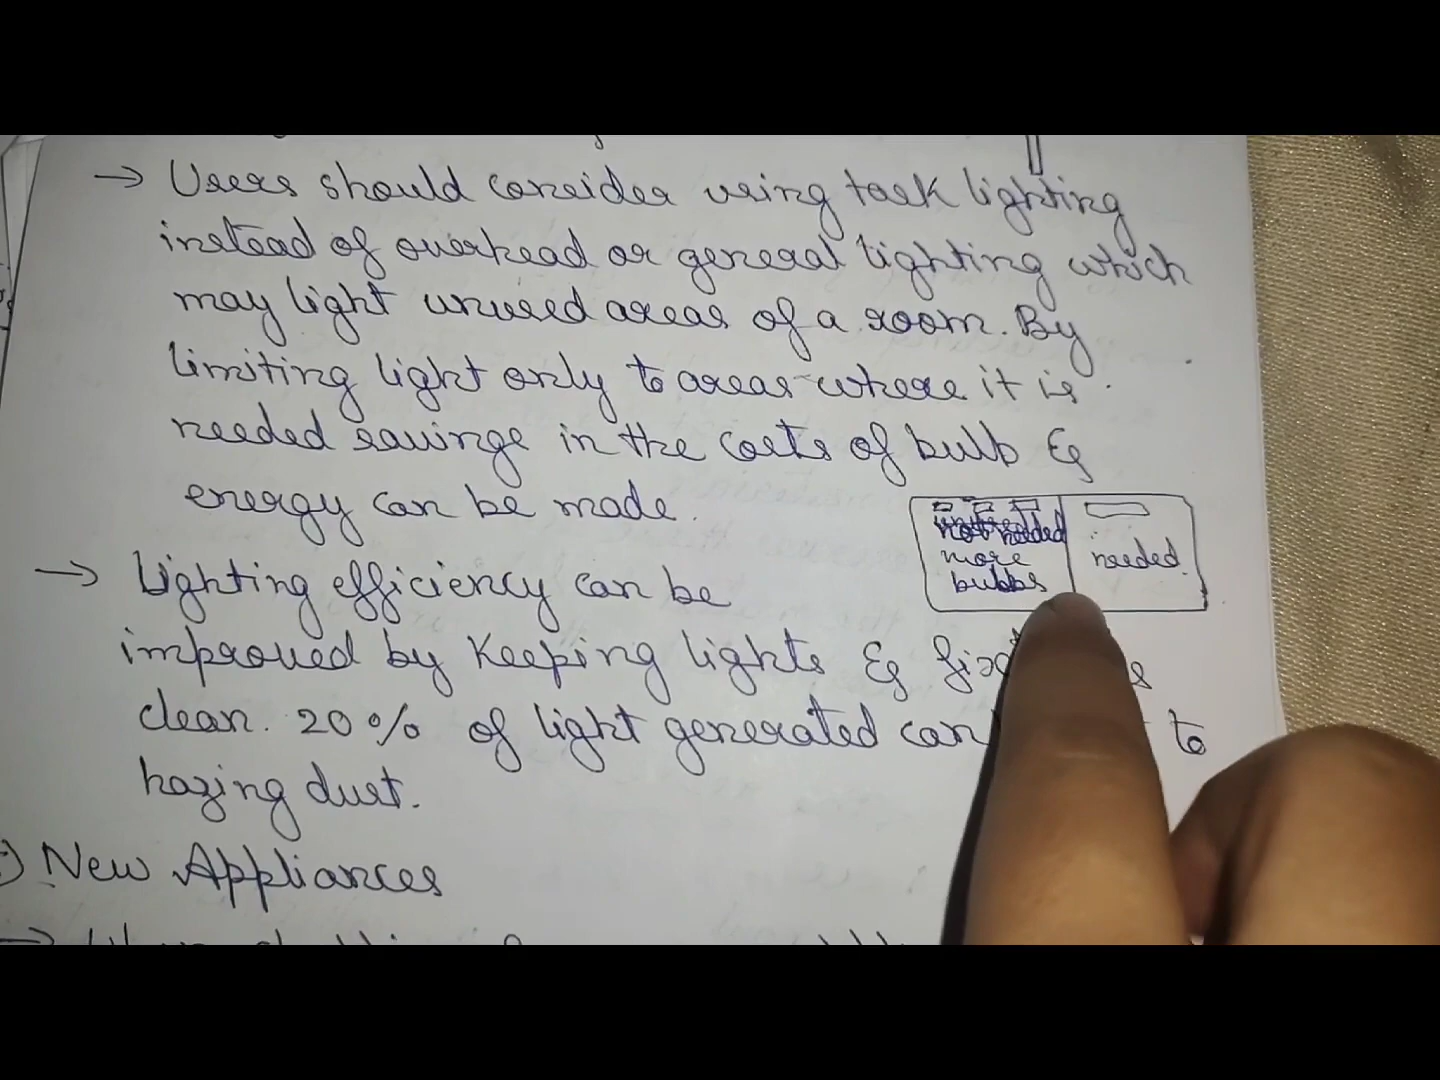 → Users should consider using task lighting
instead of overhead or general lighting which
may light unused areas of a room. By
limiting light only to areas where it is
needed savings in the costs of bulb &
energy can be made.
more
bulbs
needed.
→ Lighting efficiency can be
improved by keeping lights &
clean. 20% of light generated can to
hazing dust.
) New Appliances